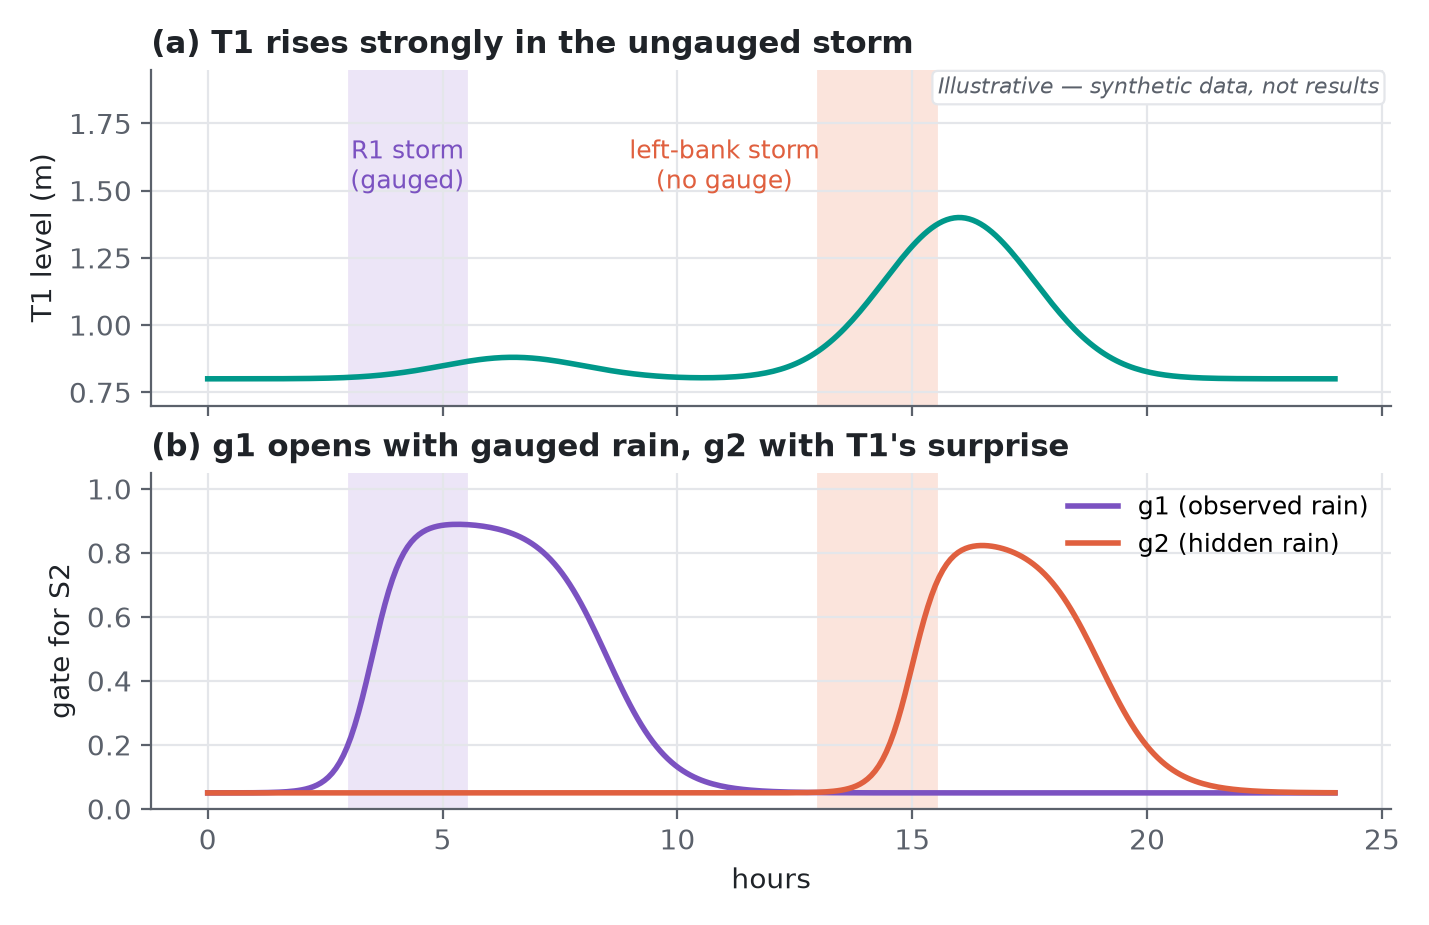 (a) T1 rises strongly in the ungauged storm
Illustrative — synthetic data, not results
R1 storm
(gauged)
left-bank storm
(no gauge)
T1 level (m)
1.75
1.50
1.25
1.00
0.75
(b) g1 opens with gauged rain, g2 with T1's surprise
g1 (observed rain)
g2 (hidden rain)
gate for S2
1.0
0.8
0.6
0.4
0.2
0.0
0 5 10 15 20 25
hours